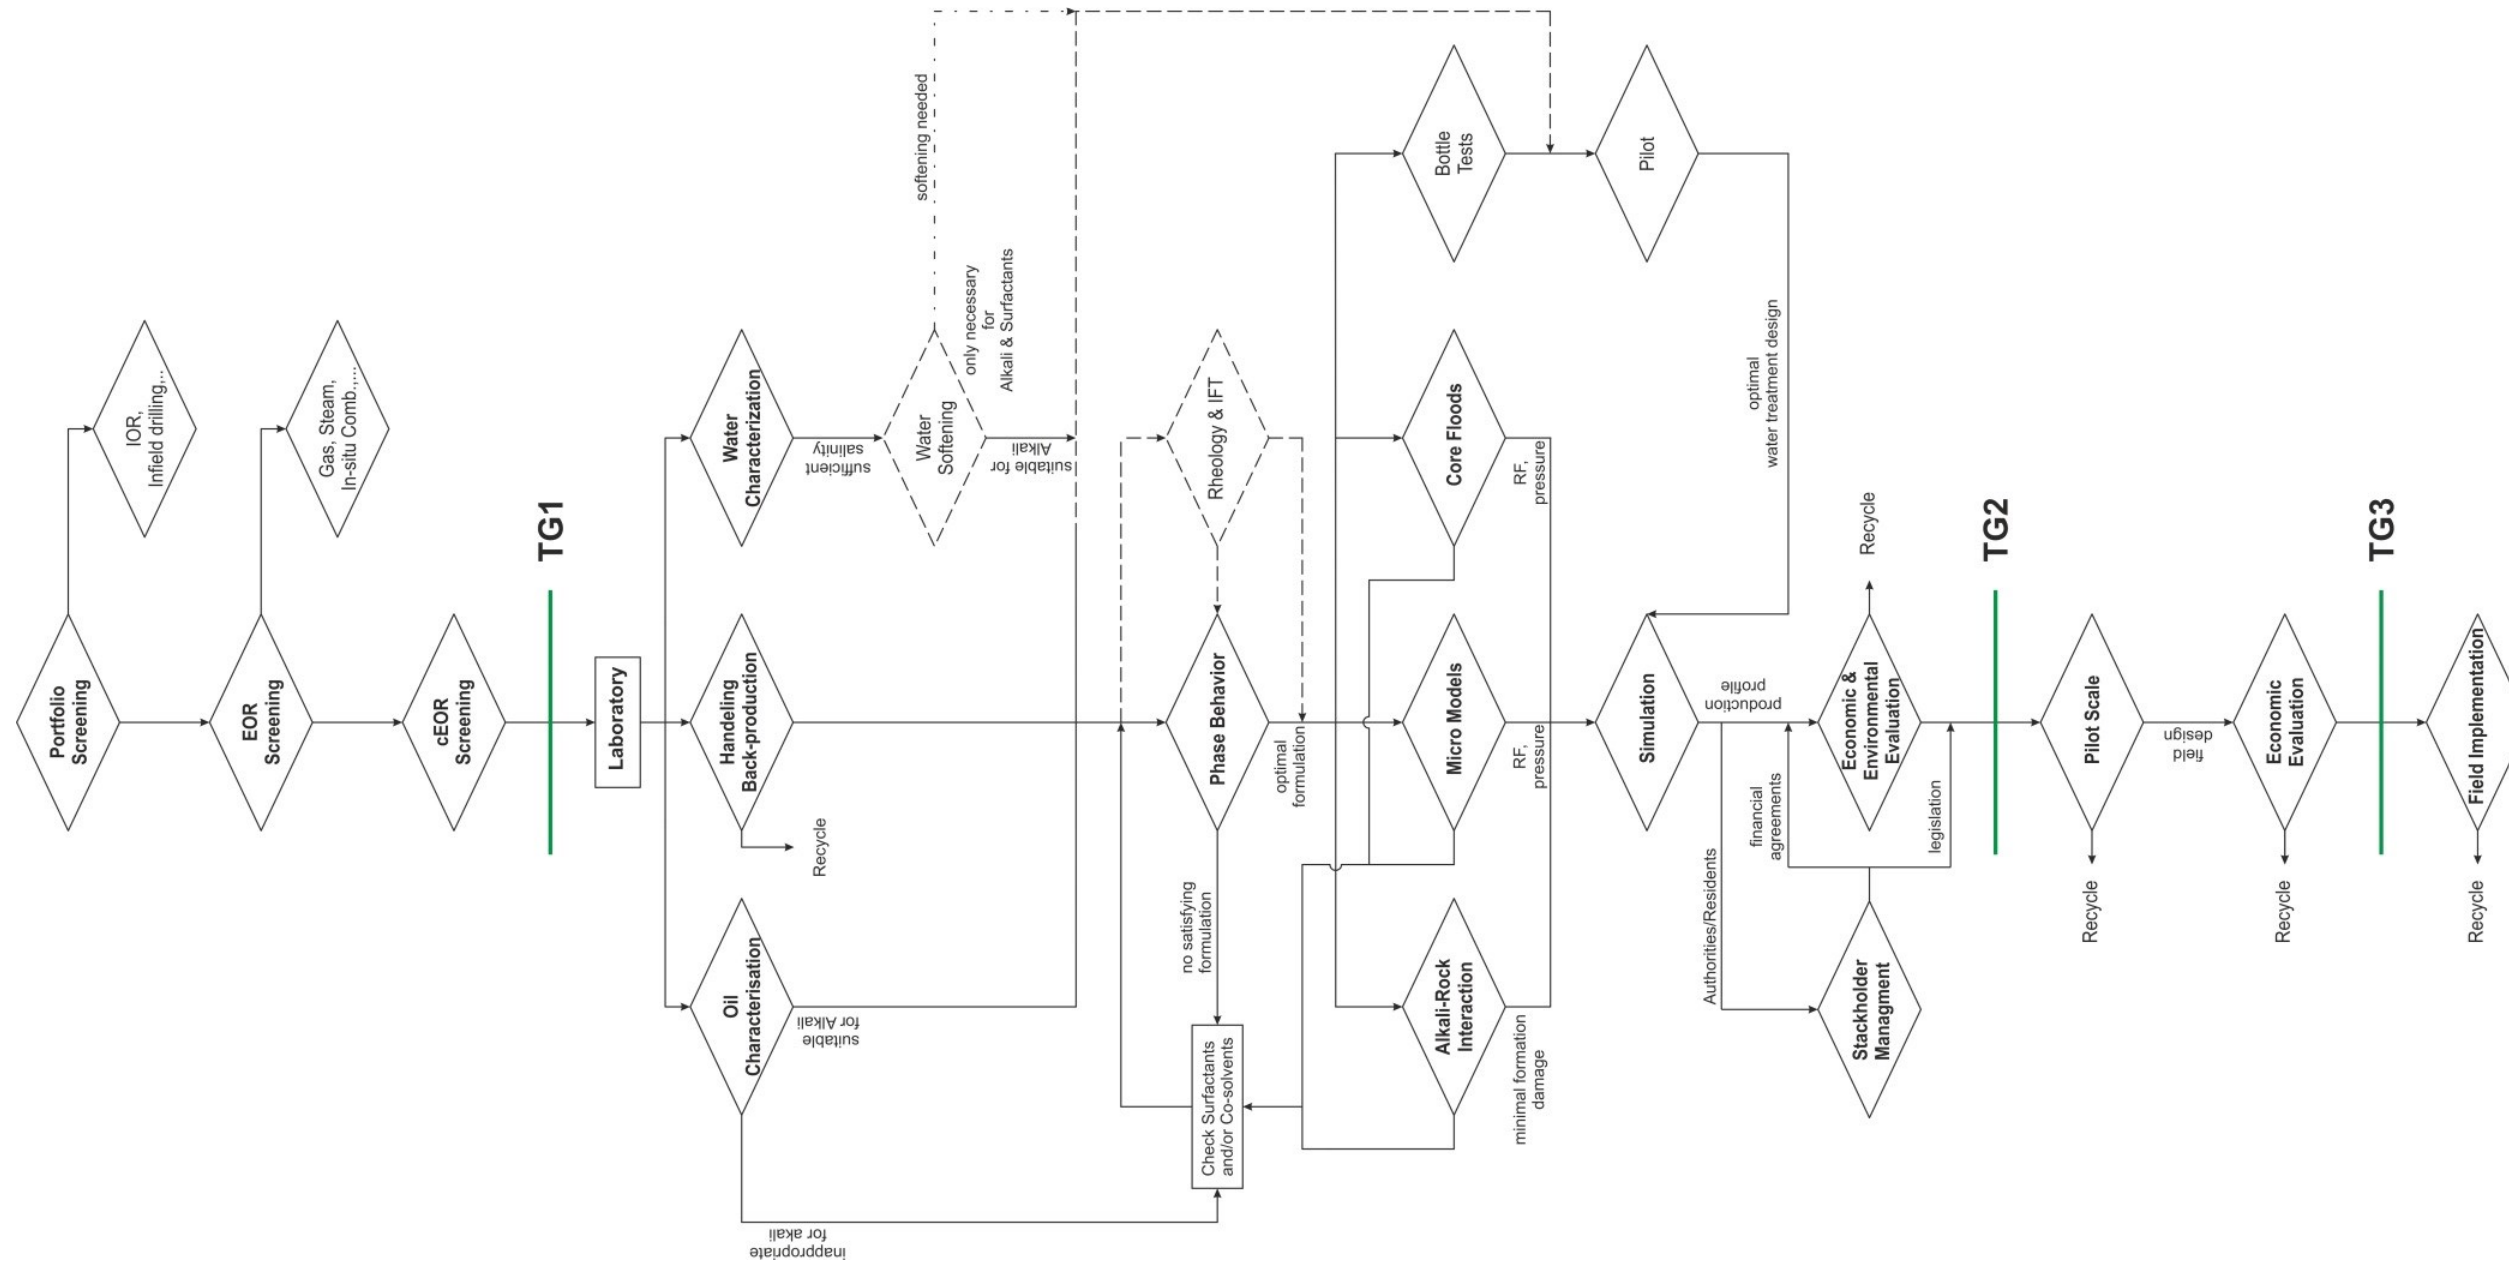 Portfolio
Screening
IOR,
Infield drilling,..
EOR
Screening
Gas, Steam,
In-situ Comb.,...
cEOR
Screening
TG1
Laboratory
Oil
Characterisation
Handeling
Back-production
Water
Characterization
inappropriate
for akali
suitable
for Alkali
Recycle
sufficient
salinity
Water
Softening
softening needed
only necessary
for
Alkali & Surfactants
suitable for
Alkali
Check Surfactants
and/or Co-solvents
no satisfying
formulation
Phase Behavior
Rheology & IFT
optimal
formulation
Alkali-Rock
Interaction
Micro Models
Core Floods
Bottle
Tests
minimal formation
damage
RF,
pressure
RF,
pressure
Simulation
Pilot
optimal
water treatment design
Authorities/Residents
production
profile
financial
agreements
Stackholder
Managment
Economic &
Environmental
Evaluation
Recycle
legislation
TG2
Pilot Scale
Recycle
field
design
Economic
Evaluation
Recycle
TG3
Field Implementation
Recycle